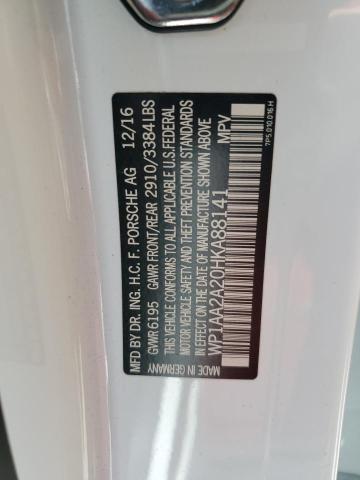 MFD BY DR. ING. H.C. F. PORSCHE AG 12/16
GVWR 6195 GAWR FRONT/REAR 2910/3384LBS
THIS VEHICLE CONFORMS TO ALL APPLICABLE U.S. FEDERAL
MOTOR VEHICLE SAFETY AND THEFT PREVENTION STANDARDS
IN EFFECT ON THE DATE OF MANUFACTURE SHOWN ABOVE
WP1AA2A20HKA88141 MPV
MADE IN GERMANY
7P5.010.016 H